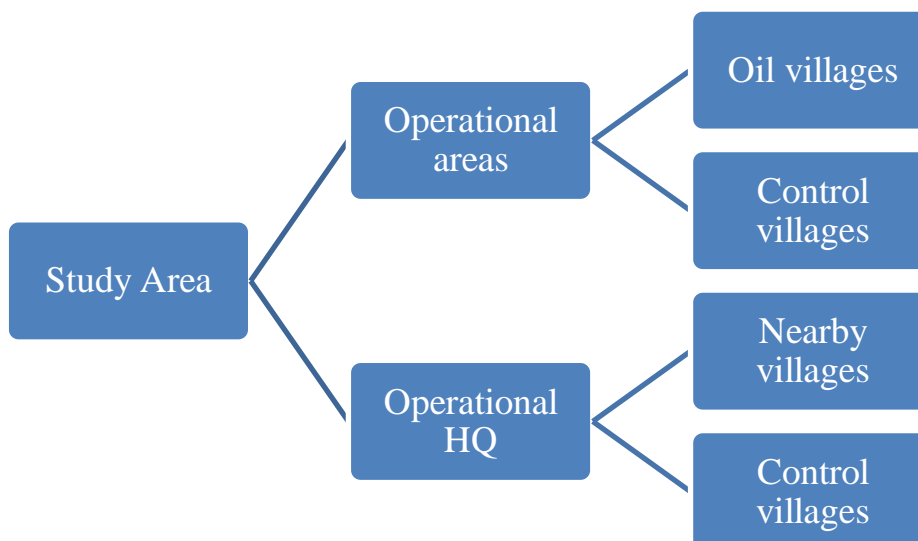 Study Area
Operational
areas
Oil villages
Control
villages
Operational
HQ
Nearby
villages
Control
villages